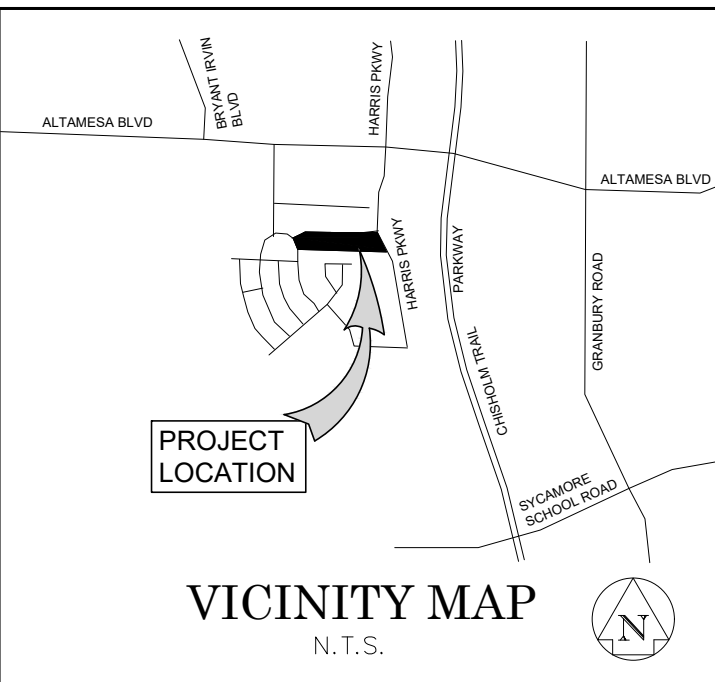 BRYANT IRVIN
BLVD
HARRIS PKWY
ALTAMESA BLVD
ALTAMESA BLVD
HARRIS PKWY
PARKWAY
GRANBURY ROAD
CHISHOLM TRAIL
PROJECT
LOCATION
SYCAMORE
SCHOOL ROAD
VICINITY MAP
N.T.S.
N